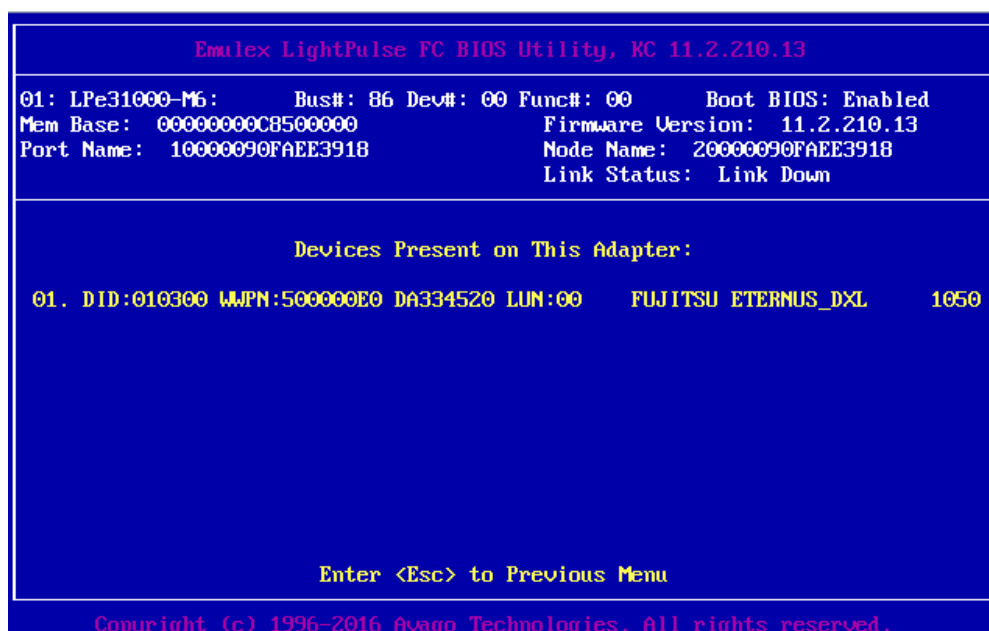 Emulex LightPulse FC BIOS Utility, KC 11.2.210.13
01: LPe31000-M6: Bus#: 86 Dev#: 00 Func#: 00 Boot BIOS: Enabled
Mem Base: 00000000C8500000 Firmware Version: 11.2.210.13
Port Name: 10000090FAEE3918 Node Name: 20000090FAEE3918
Link Status: Link Down
Devices Present on This Adapter:
01. DID:010300 WWPN:500000E0 DA334520 LUN:00 FUJITSU ETERNUS_DXL 1050
Enter <Esc> to Previous Menu
Copyright (c) 1996-2016 Avago Technologies. All rights reserved.